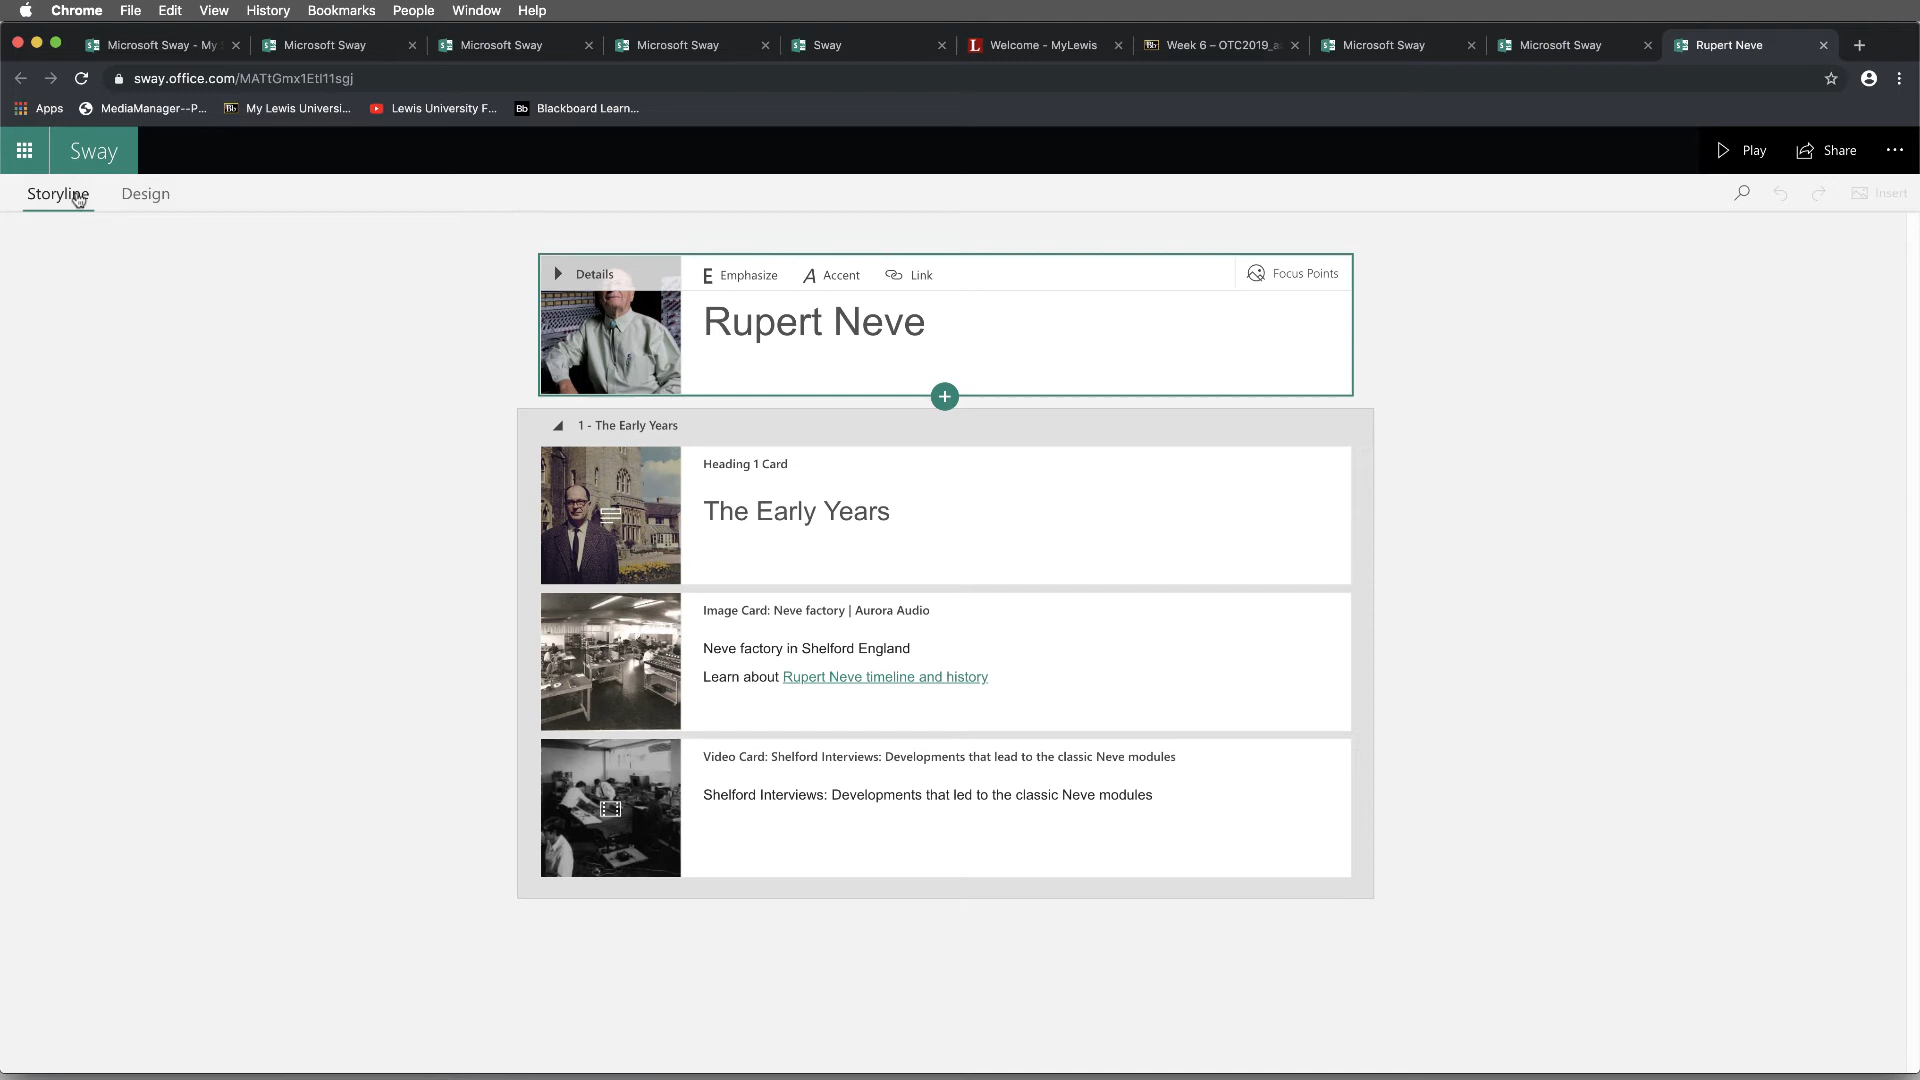 Chrome File Edit View History Bookmarks People Window Help
Microsoft Sway - My Microsoft Sway Microsoft Sway Microsoft Sway Sway Welcome - MyLewis Week 6 – OTC2019_a Microsoft Sway Microsoft Sway Rupert Neve
sway.office.com/MATtGmx1EtI11sgj
Apps MediaManager--P... My Lewis Universi... Lewis University F... Bb Blackboard Learn...
Sway Play Share ...
Storyline Design Insert
Details E Emphasize A Accent Link Focus Points
Rupert Neve
1 - The Early Years
Heading 1 Card
The Early Years
Image Card: Neve factory | Aurora Audio
Neve factory in Shelford England
Learn about Rupert Neve timeline and history
Video Card: Shelford Interviews: Developments that lead to the classic Neve modules
Shelford Interviews: Developments that led to the classic Neve modules